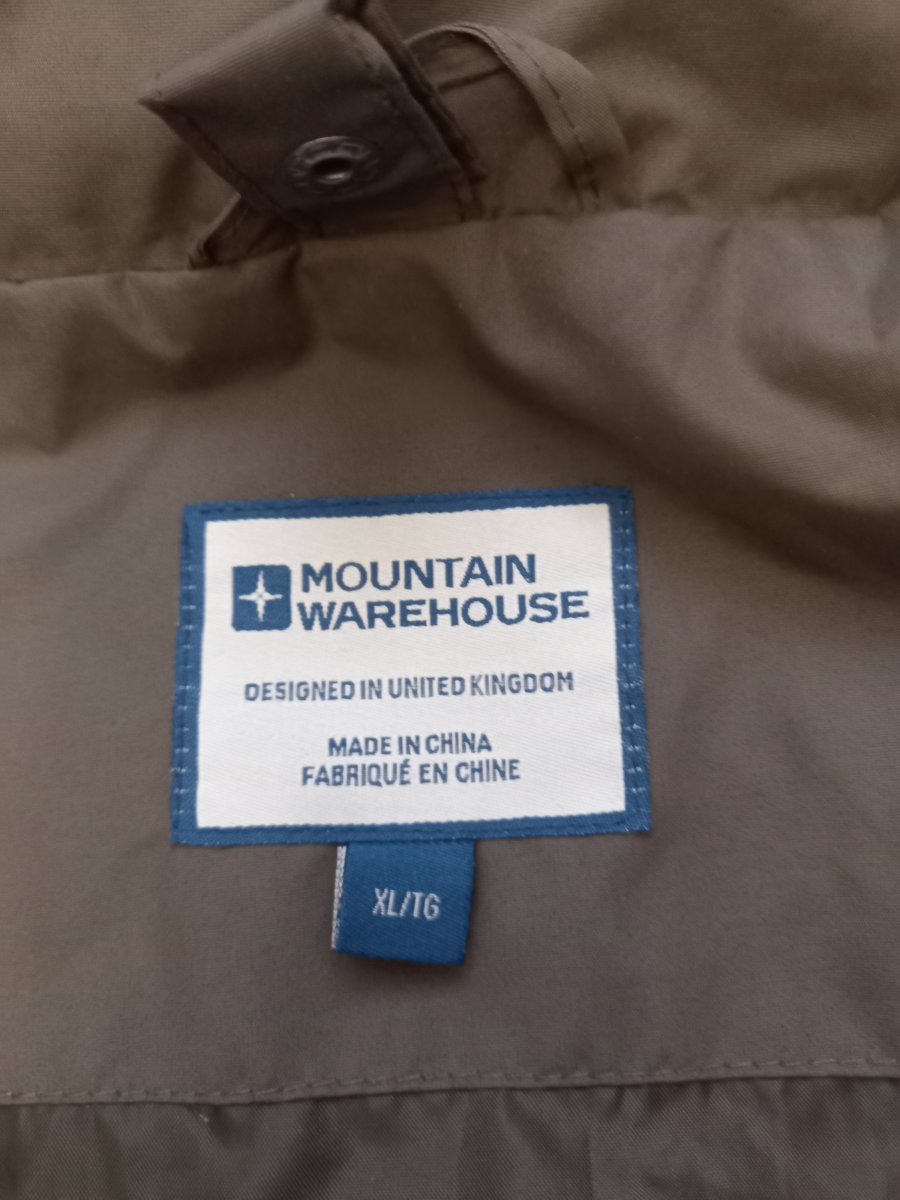 MOUNTAIN
WAREHOUSE
DESIGNED IN UNITED KINGDOM
MADE IN CHINA
FABRIQUÉ EN CHINE
XL/TG